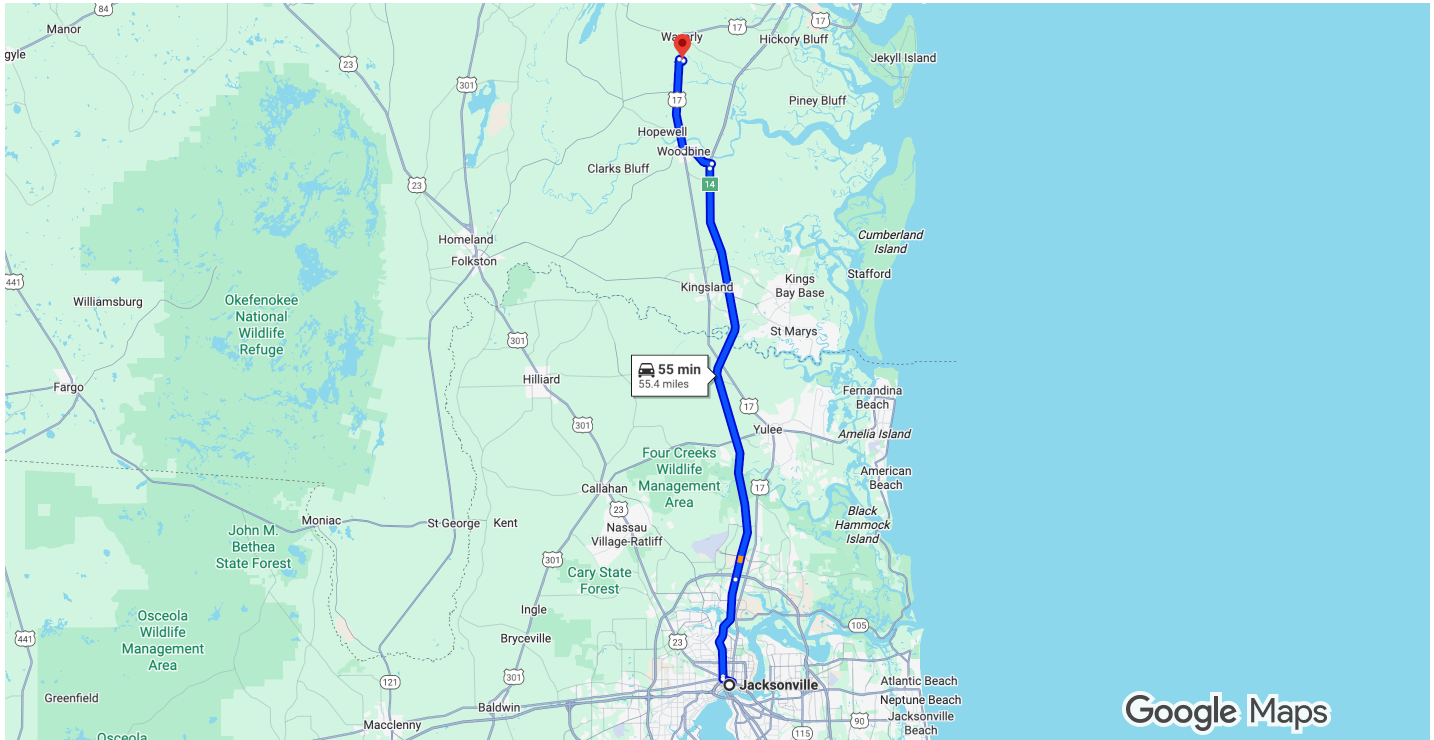 84
Manor
17
17
Waverly
Hickory Bluff
gyle
23
Jekyll Island
301
Piney Bluff
17
Hopewell
Woodbine
Clarks Bluff
14
23
Homeland
Folkston
Cumberland
Island
Stafford
441
Kings
Bay Base
Kingsland
Williamsburg
Okefenokee
National
Wildlife
Refuge
St Marys
301
55 min
55.4 miles
Hilliard
Fargo
Fernandina
Beach
17
301
Yulee
Amelia Island
Four Creeks
Wildlife
Management
Area
American
Beach
Callahan
17
23
Black
Hammock
Island
Moniac
St George
Kent
Nassau
Village-Ratliff
John M.
Bethea
State Forest
301
Cary State
Forest
Ingle
Osceola
Wildlife
Management
Area
105
441
Bryceville
23
301
121
Jacksonville
Atlantic Beach
Greenfield
Neptune Beach
Baldwin
Jacksonville
Beach
90
Macclenny
115
Osceola
Google Maps